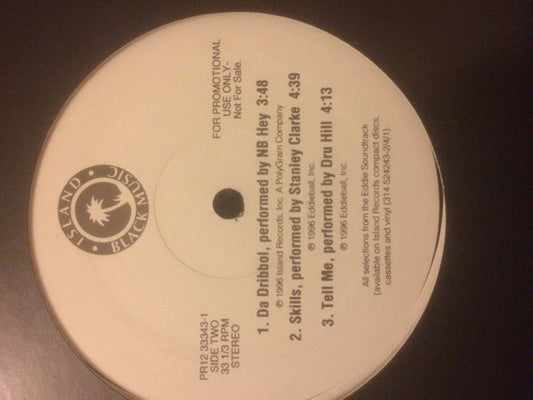 ISLAND
BLACK MUSIC
PR12 33343-1
SIDE TWO
33 1/3 RPM
STEREO
FOR PROMOTIONAL
USE ONLY-
Not For Sale.
1. Da Dribbol, performed by NB Hey 3:48
℗ 1996 Island Records, Inc. A PolyGram Company
2. Skills, performed by Stanley Clarke 4:39
℗ 1996 Eddieball, Inc.
3. Tell Me, performed by Dru Hill 4:13
℗ 1996 Eddieball, Inc.
All selections from the Eddie Soundtrack
(available on Island Records compact discs,
cassettes and vinyl (314 524243-2/4/1).